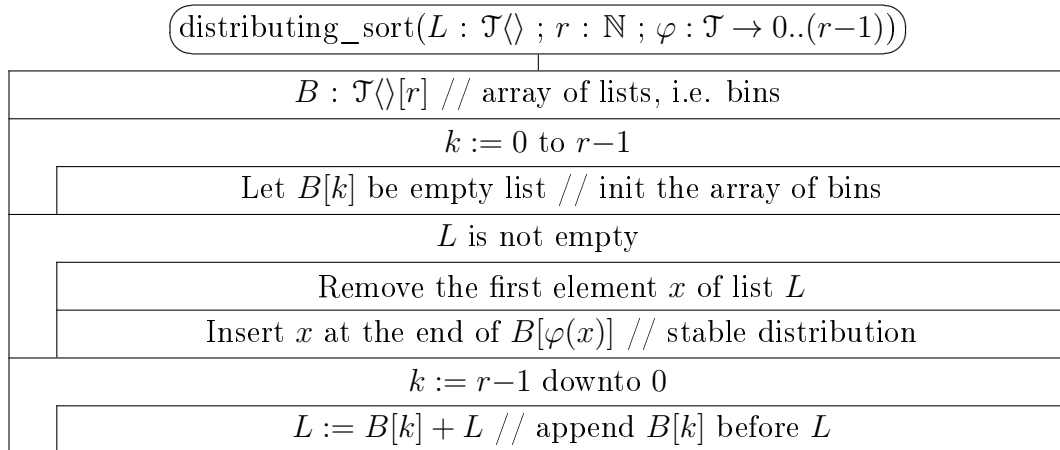 distributing_sort(L : 𝒯⟨⟩ ; r : ℕ ; φ : 𝒯 → 0..(r−1))
B : 𝒯⟨⟩[r] // array of lists, i.e. bins
k := 0 to r−1
Let B[k] be empty list // init the array of bins
L is not empty
Remove the first element x of list L
Insert x at the end of B[φ(x)] // stable distribution
k := r−1 downto 0
L := B[k] + L // append B[k] before L